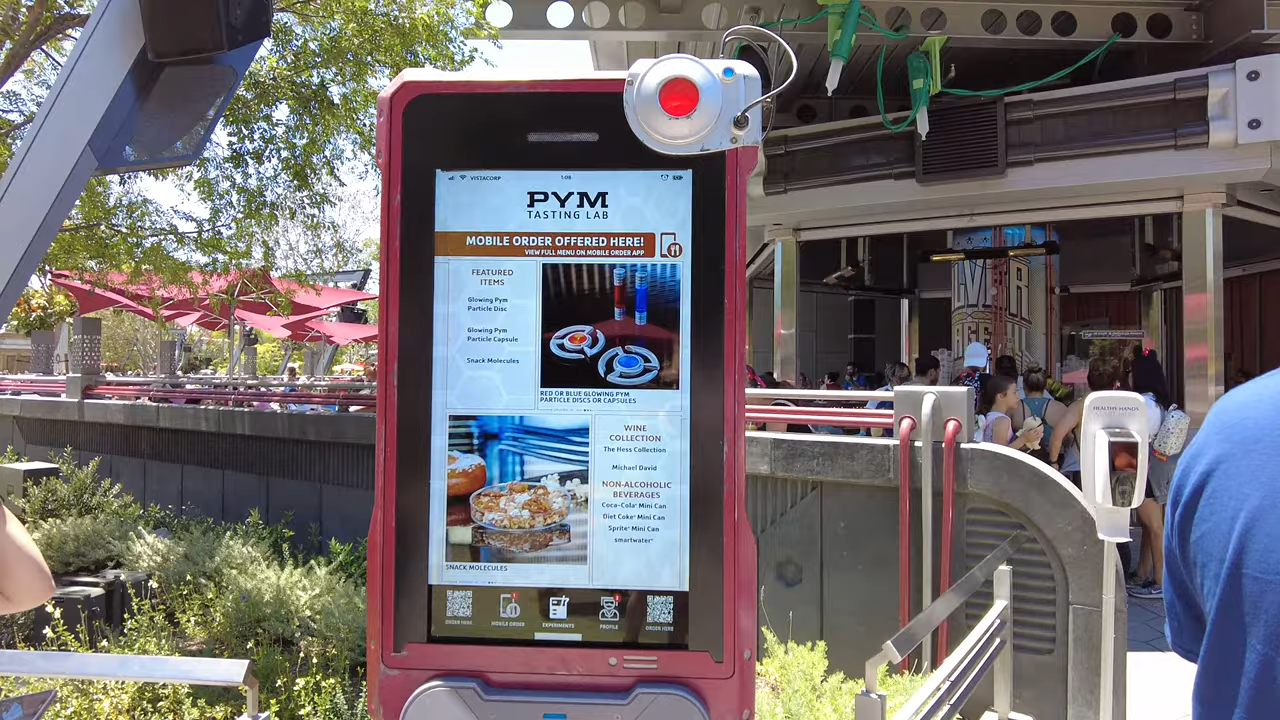 VISTACORP
1:08
PYM
TASTING LAB
MOBILE ORDER OFFERED HERE!
VIEW FULL MENU ON MOBILE ORDER APP
FEATURED
ITEMS
Glowing Pym
Particle Disc
Glowing Pym
Particle Capsule
Snack Molecules
RED OR BLUE GLOWING PYM
PARTICLE DISCS OR CAPSULES
WINE
COLLECTION
The Hess Collection
Michael David
NON-ALCOHOLIC
BEVERAGES
Coca-Cola® Mini Can
Diet Coke® Mini Can
Sprite® Mini Can
smartwater®
SNACK MOLECULES
ORDER HERE
MOBILE ORDER
EXPERIMENTS
PROFILE
ORDER HERE
HEALTHY HANDS